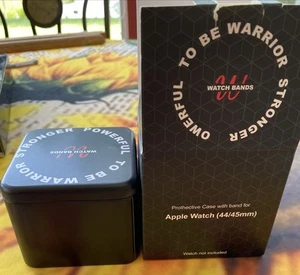 POWERFUL TO BE WARRIOR STRONGER
W
WATCH BANDS
OWERFUL TO BE WARRIOR STRONGER
W
WATCH BANDS
Prothective Case with band for
Apple Watch (44/45mm)
Watch not included